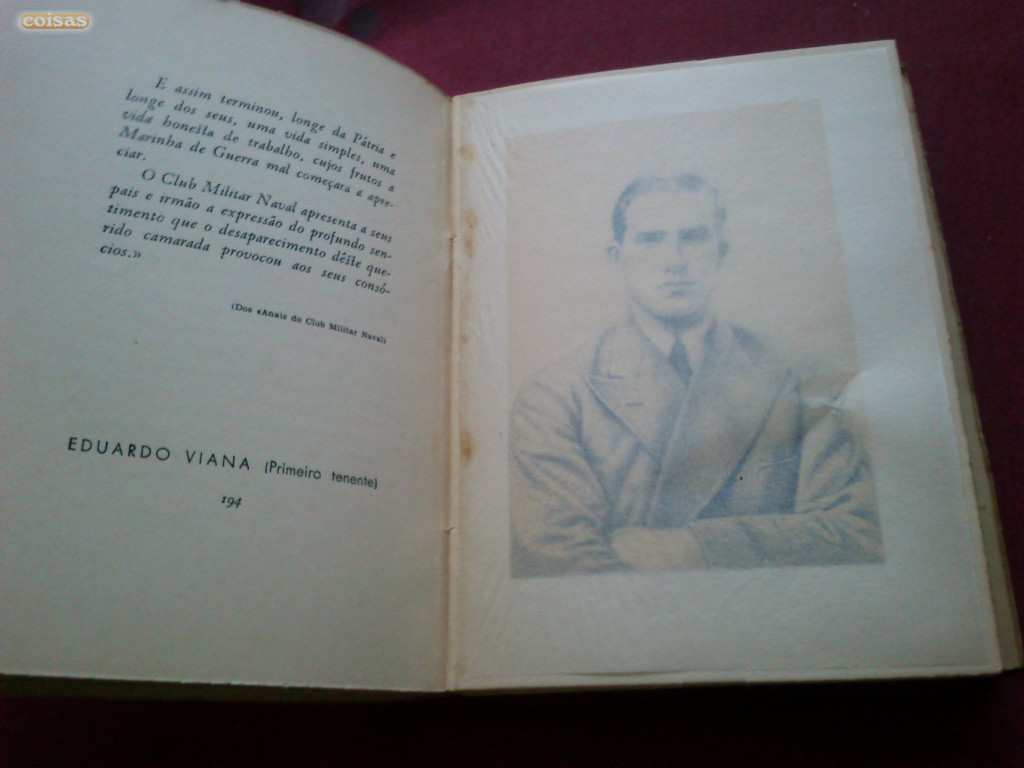 coisas
E assim terminou, longe da Pátria e
longe dos seus, uma vida simples, uma
vida honesta de trabalho, cujos frutos a
Marinha de Guerra mal começara a apre-
ciar.
O Club Militar Naval apresenta a seus
pais e irmão a expressão do profundo sen-
timento que o desaparecimento dêste que-
rido camarada provocou aos seus consó-
cios.»
(Dos «Anais do Club Militar Naval»
EDUARDO VIANA (Primeiro tenente)
194